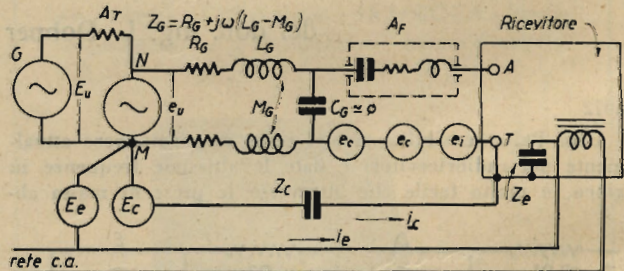 ΔT
Z_G = R_G + jω(L_G - M_G)
A_F
Ricevitore
R_G
L_G
G
N
A
E_u
e_u
M_G
C_G ≃ ø
e_c
e_c
e_i
T
M
E_e
E_c
Z_c
Z_e
i_c
i_e
rete c.a.